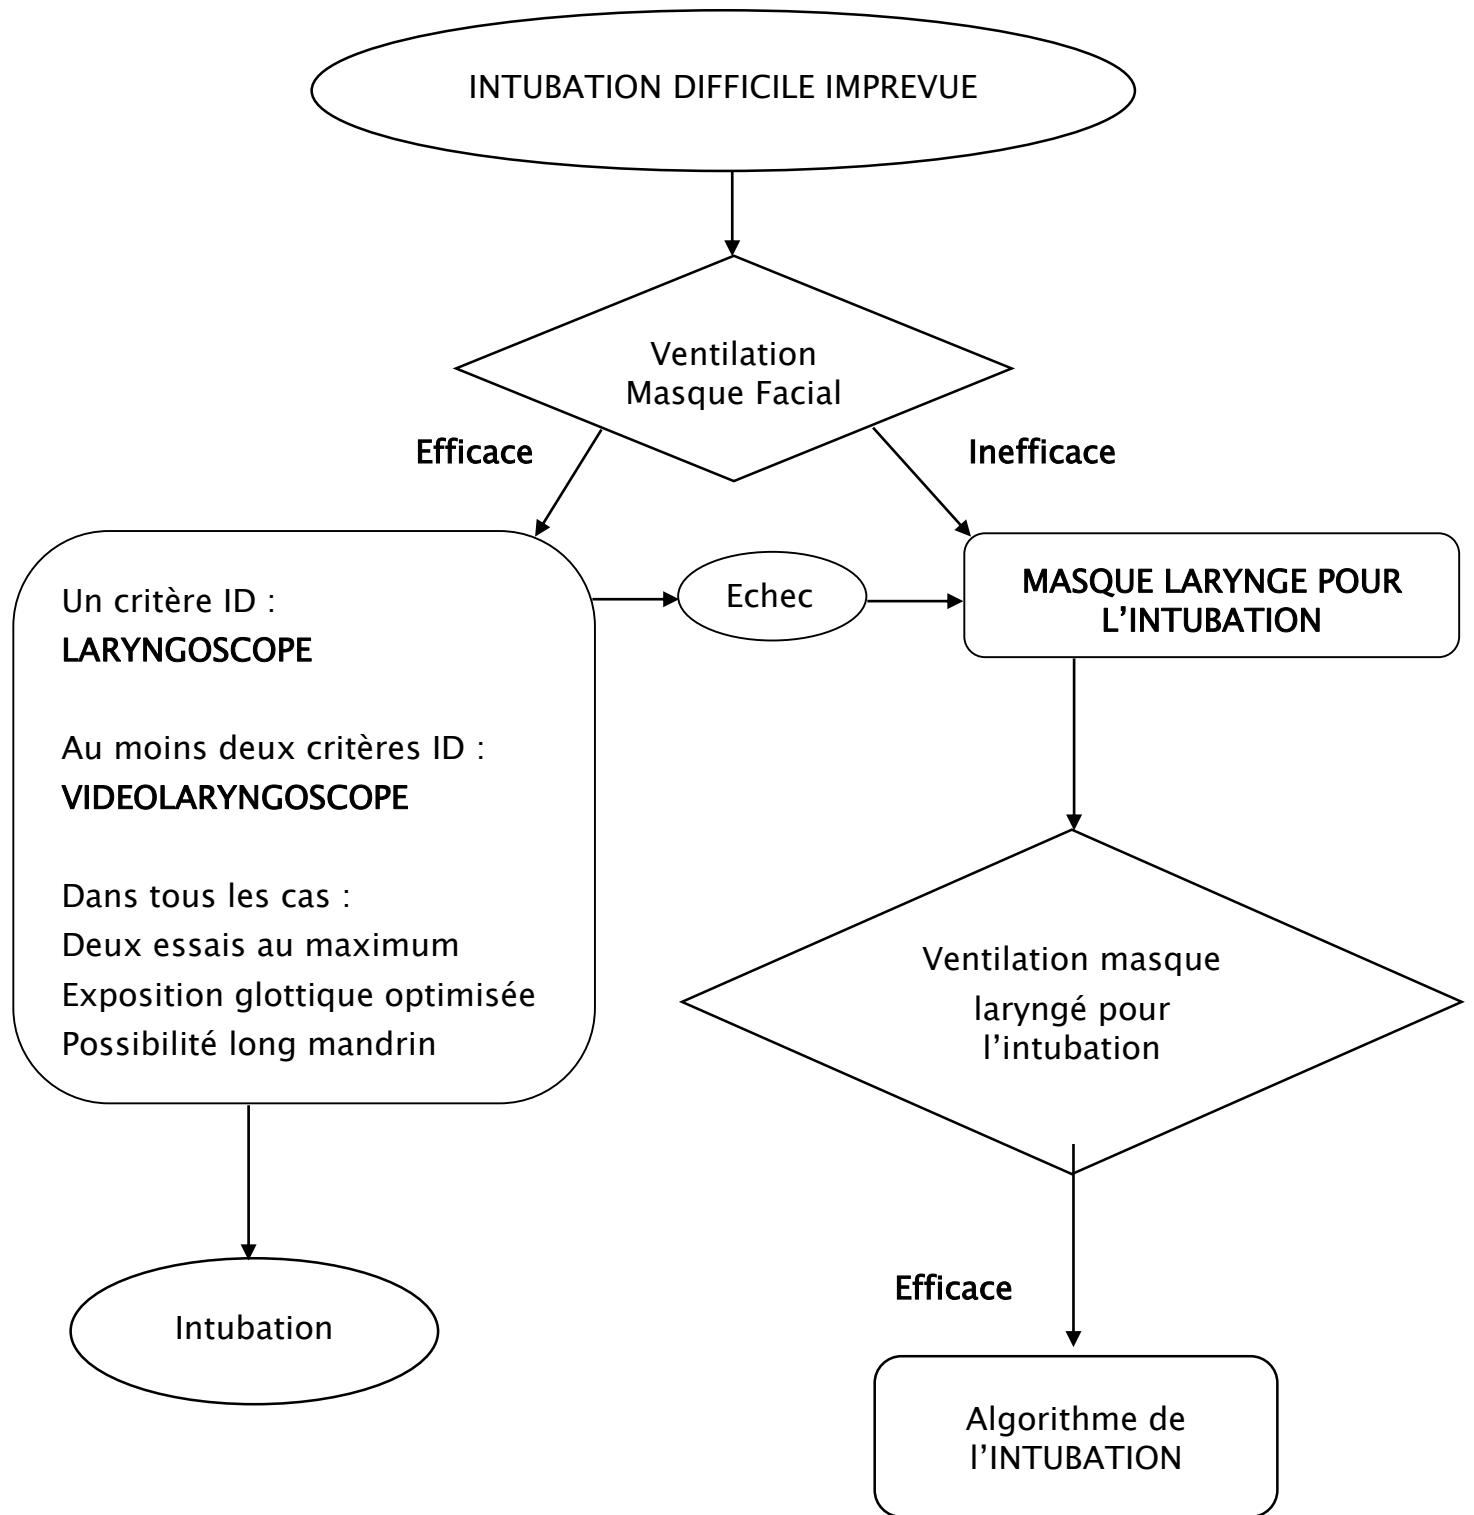 INTUBATION DIFFICILE IMPREVUE
Ventilation
Masque Facial
Efficace
Inefficace
Un critère ID :
LARYNGOSCOPE
Au moins deux critères ID :
VIDEOLARYNGOSCOPE
Dans tous les cas :
Deux essais au maximum
Exposition glottique optimisée
Possibilité long mandrin
Echec
MASQUE LARYNGE POUR
L’INTUBATION
Ventilation masque
laryngé pour
l’intubation
Intubation
Efficace
Algorithme de
l’INTUBATION